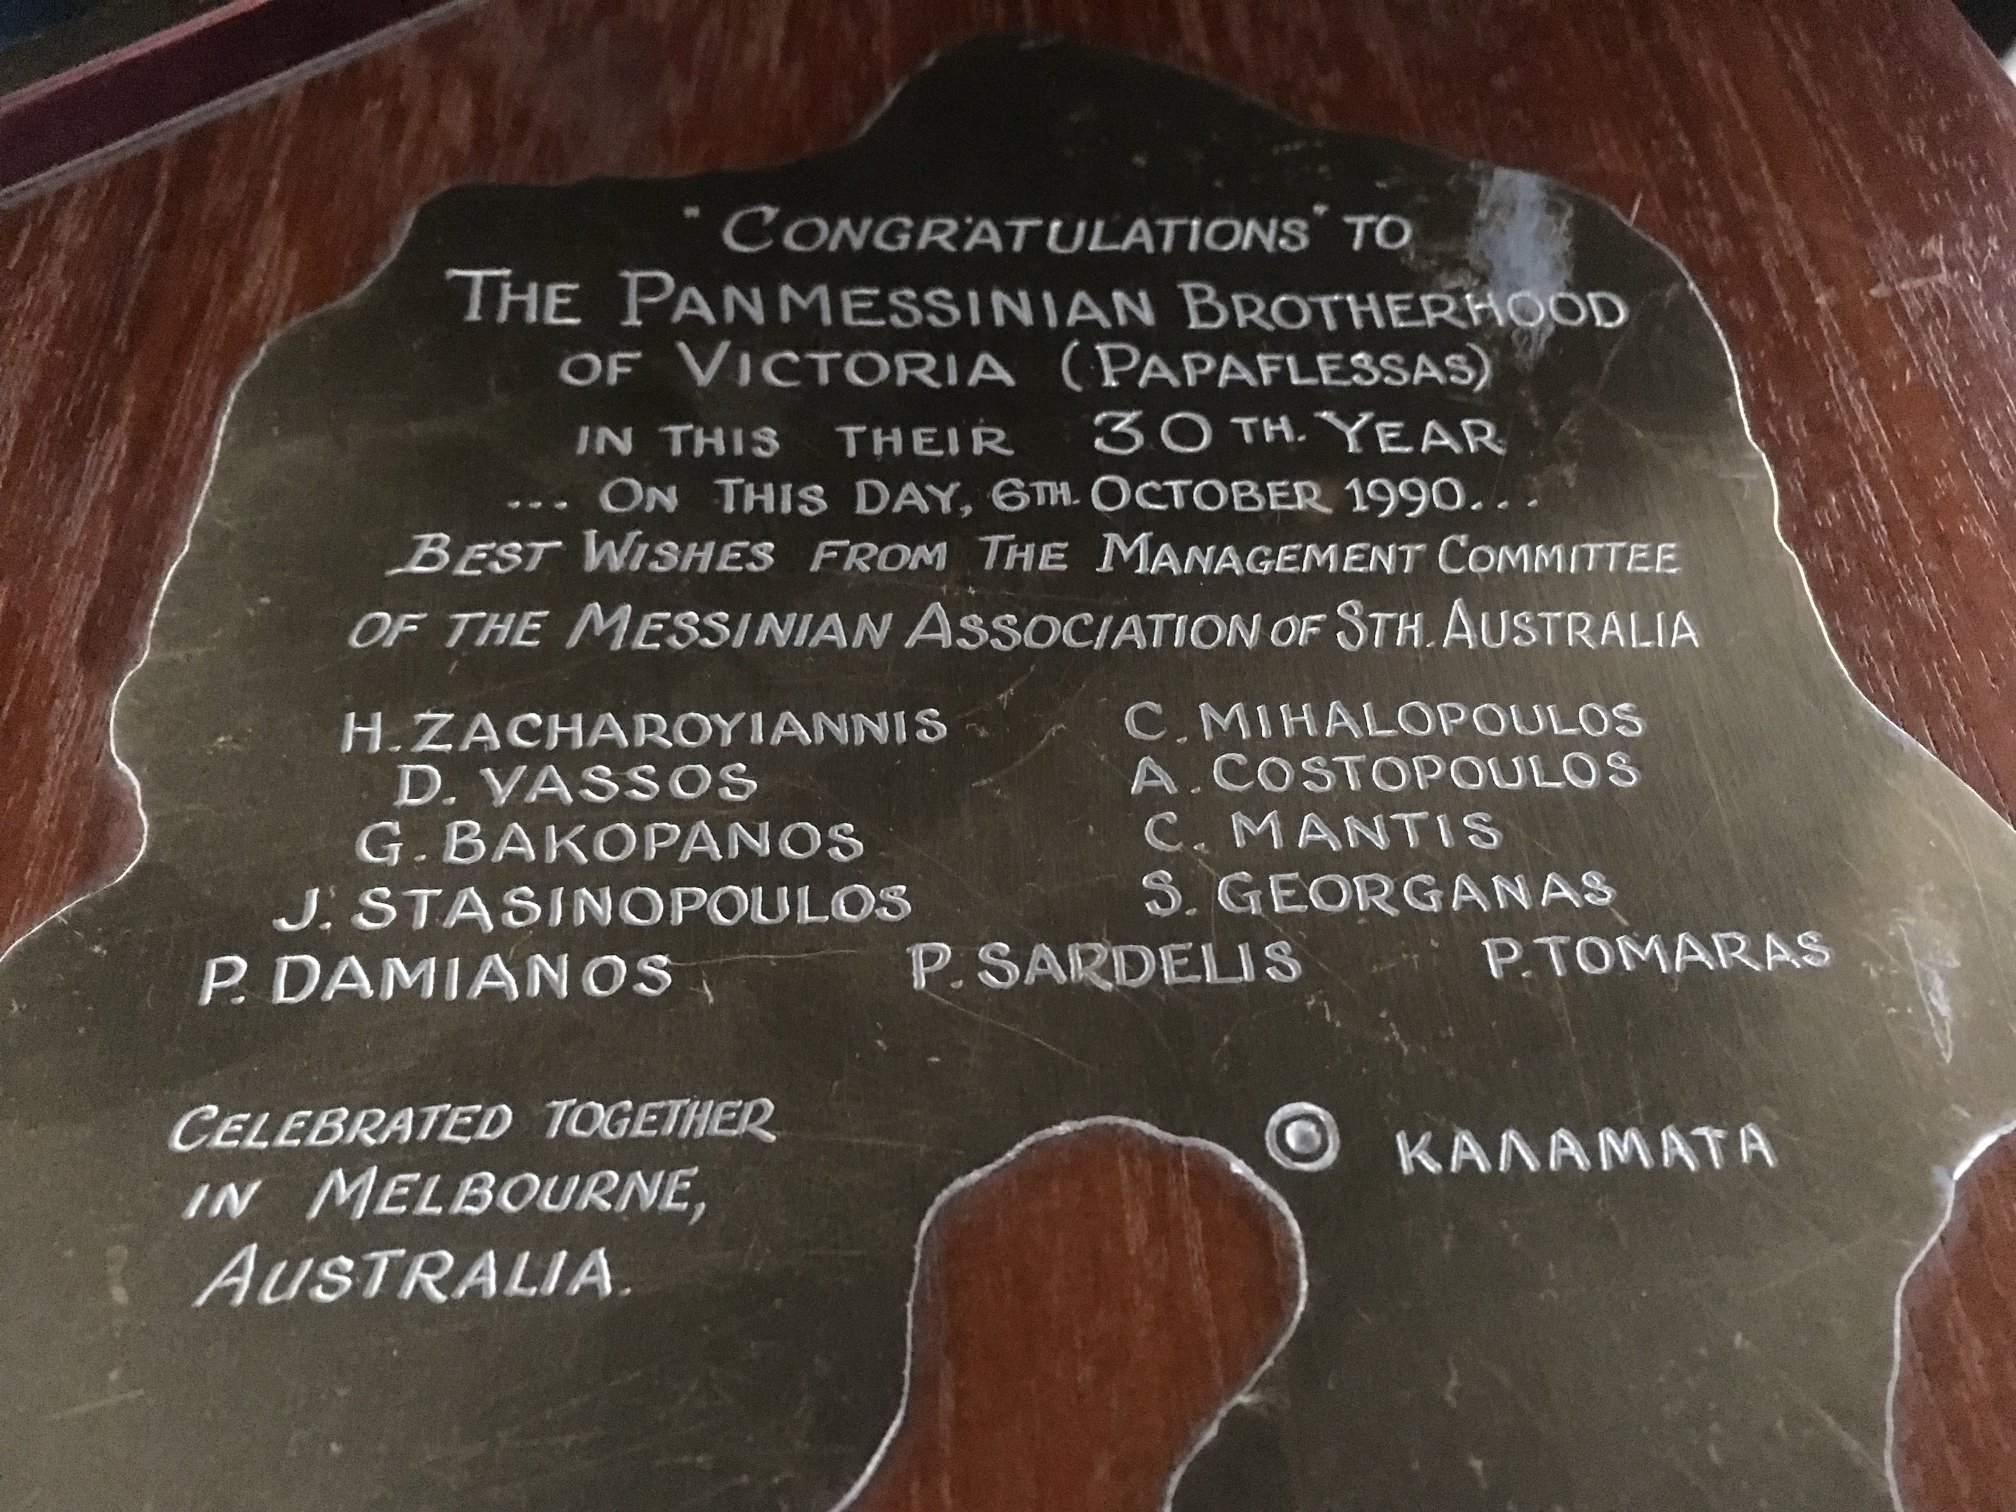 "CONGRATULATIONS" TO
THE PANMESSINIAN BROTHERHOOD
OF VICTORIA (PAPAFLESSAS)
IN THIS THEIR 30TH. YEAR
... ON THIS DAY, 6TH. OCTOBER 1990...
BEST WISHES FROM THE MANAGEMENT COMMITTEE
OF THE MESSINIAN ASSOCIATION OF STH. AUSTRALIA
H. ZACHAROYIANNIS C. MIHALOPOULOS
D. VASSOS A. COSTOPOULOS
G. BAKOPANOS C. MANTIS
J. STASINOPOULOS S. GEORGANAS
P. DAMIANOS P. SARDELIS P. TOMARAS
CELEBRATED TOGETHER
IN MELBOURNE,
AUSTRALIA.
ΚΑΛΑΜΑΤΑ